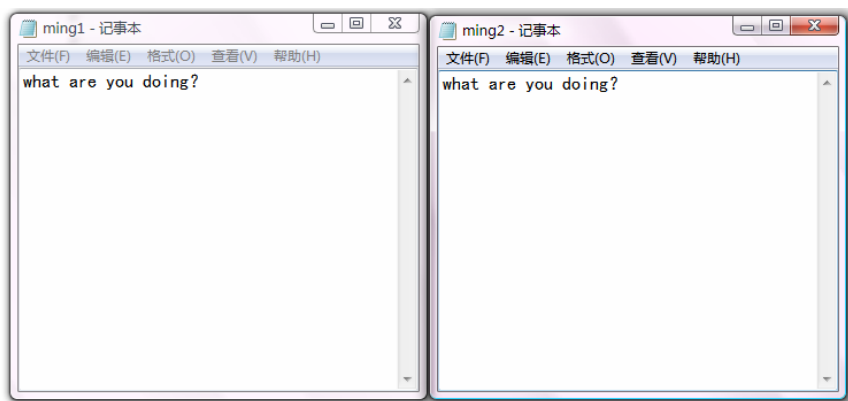 ming1 - 记事本
文件(F) 编辑(E) 格式(O) 查看(V) 帮助(H)
what are you doing?
ming2 - 记事本
文件(F) 编辑(E) 格式(O) 查看(V) 帮助(H)
what are you doing?